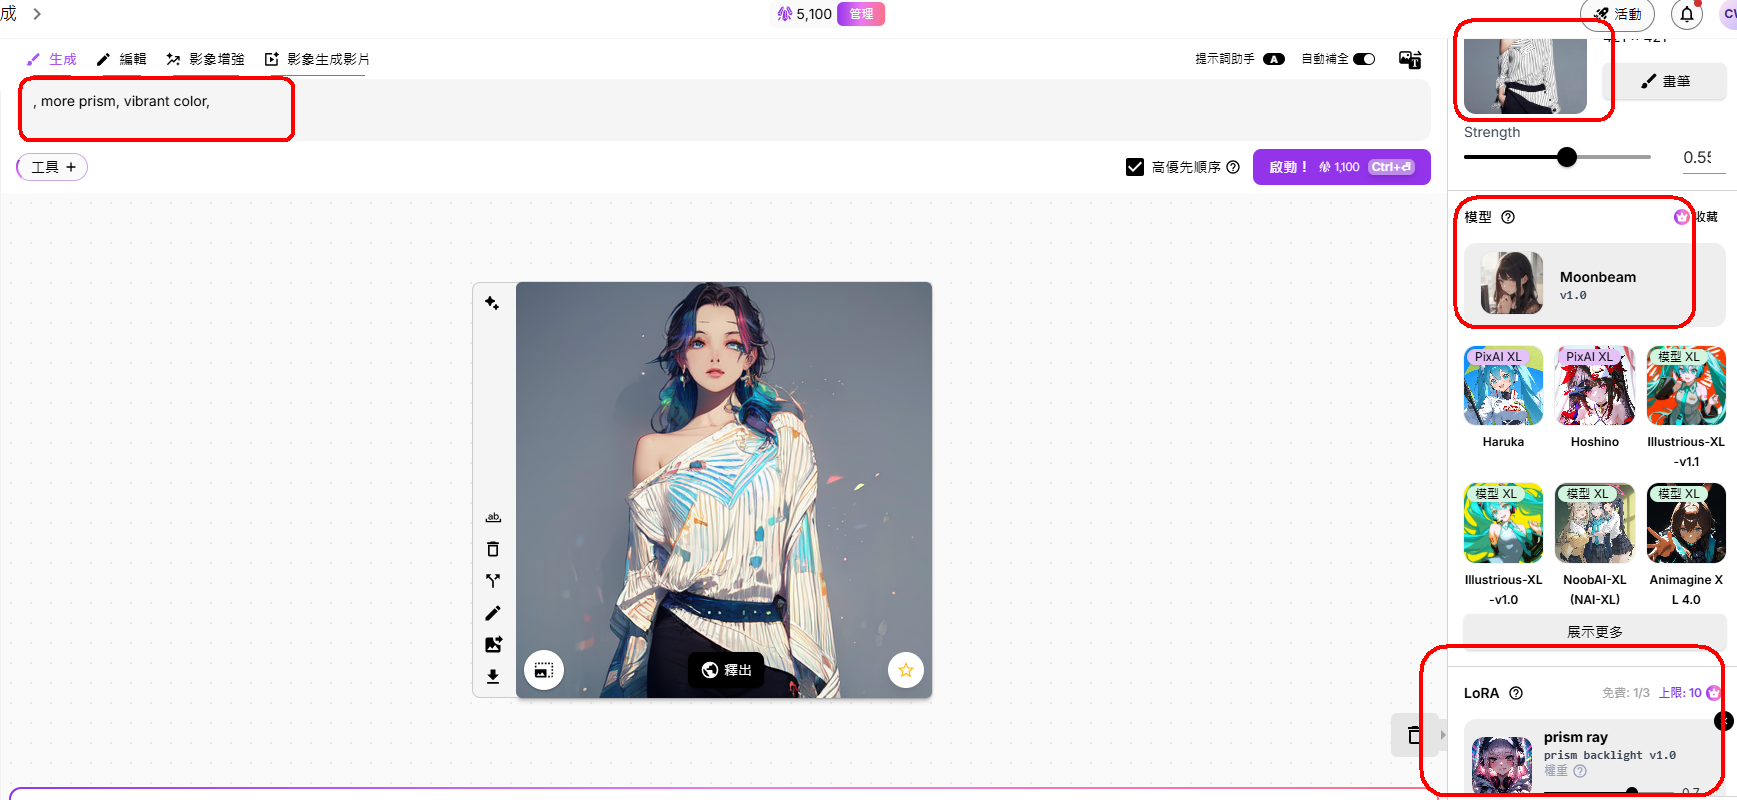 成
5,100 管理
活動
生成 編輯 影象增強 影象生成影片
提示詞助手 A 自動補全
, more prism, vibrant color,
畫筆
Strength
工具 +
高優先順序 啟動！ 1,100 Ctrl+⏎
模型 收藏
Moonbeam
v1.0
PixAI XL PixAI XL 模型 XL
Haruka Hoshino Illustrious-XL
-v1.1
模型 XL 模型 XL 模型 XL
Illustrious-XL NoobAI-XL Animagine X
-v1.0 (NAI-XL) L 4.0
展示更多
ab
釋出
LoRA 免費: 1/3 上限: 10
prism ray
prism backlight v1.0
權重